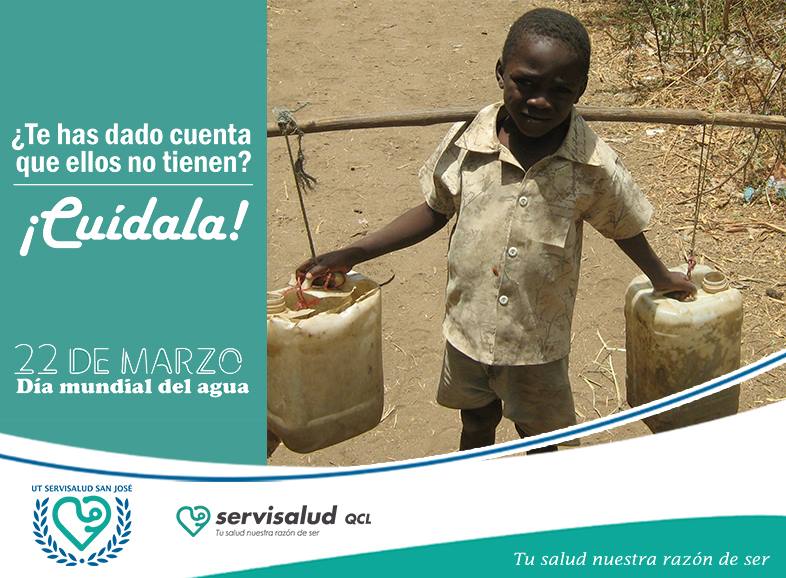 ¿Te has dado cuenta
que ellos no tienen?
¡Cuídala!
22 DE MARZO
Día mundial del agua
UT SERVISALUD SAN JOSÉ
servisalud QCL
Tu salud nuestra razón de ser
Tu salud nuestra razón de ser